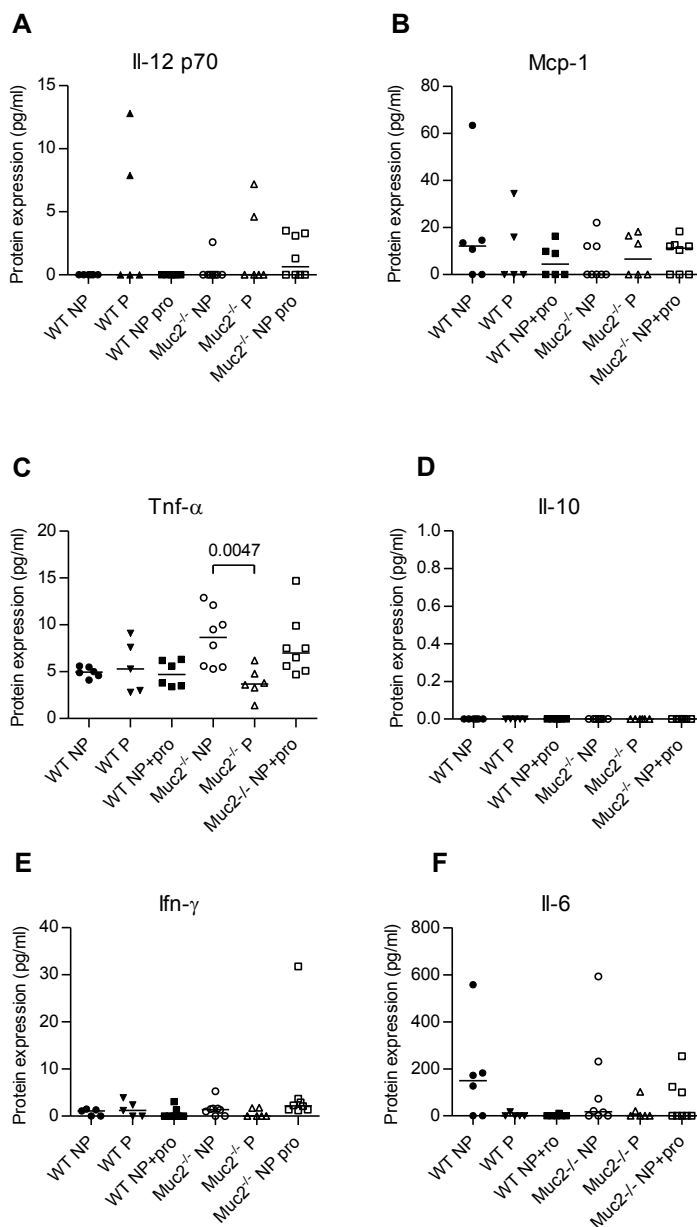 A
Il-12 p70
Protein expression (pg/ml)
15
10
5
0
WT NP
WT P
WT NP pro
Muc2-/- NP
Muc2-/- P
Muc2-/- NP pro
B
Mcp-1
Protein expression (pg/ml)
80
60
40
20
0
WT NP
WT P
WT NP+pro
Muc2-/- NP
Muc2-/- P
Muc2-/- NP+pro
C
Tnf-α
Protein expression (pg/ml)
20
15
10
5
0
0.0047
WT NP
WT P
WT NP+pro
Muc2-/- NP
Muc2-/- P
Muc2-/- NP+pro
D
Il-10
Protein expression (pg/ml)
1.0
0.8
0.6
0.4
0.2
0.0
WT NP
WT P
WT NP+pro
Muc2-/- NP
Muc2-/- P
Muc2-/- NP+pro
E
Ifn-γ
Protein expression (pg/ml)
40
30
20
10
0
WT NP
WT P
WT NP+pro
Muc2-/- NP
Muc2-/- P
Muc2-/- NP pro
F
Il-6
Protein expression (pg/ml)
800
600
400
200
0
WT NP
WT P
WT NP+ro
Muc2-/- NP
Muc2-/- P
Muc2-/- NP+pro